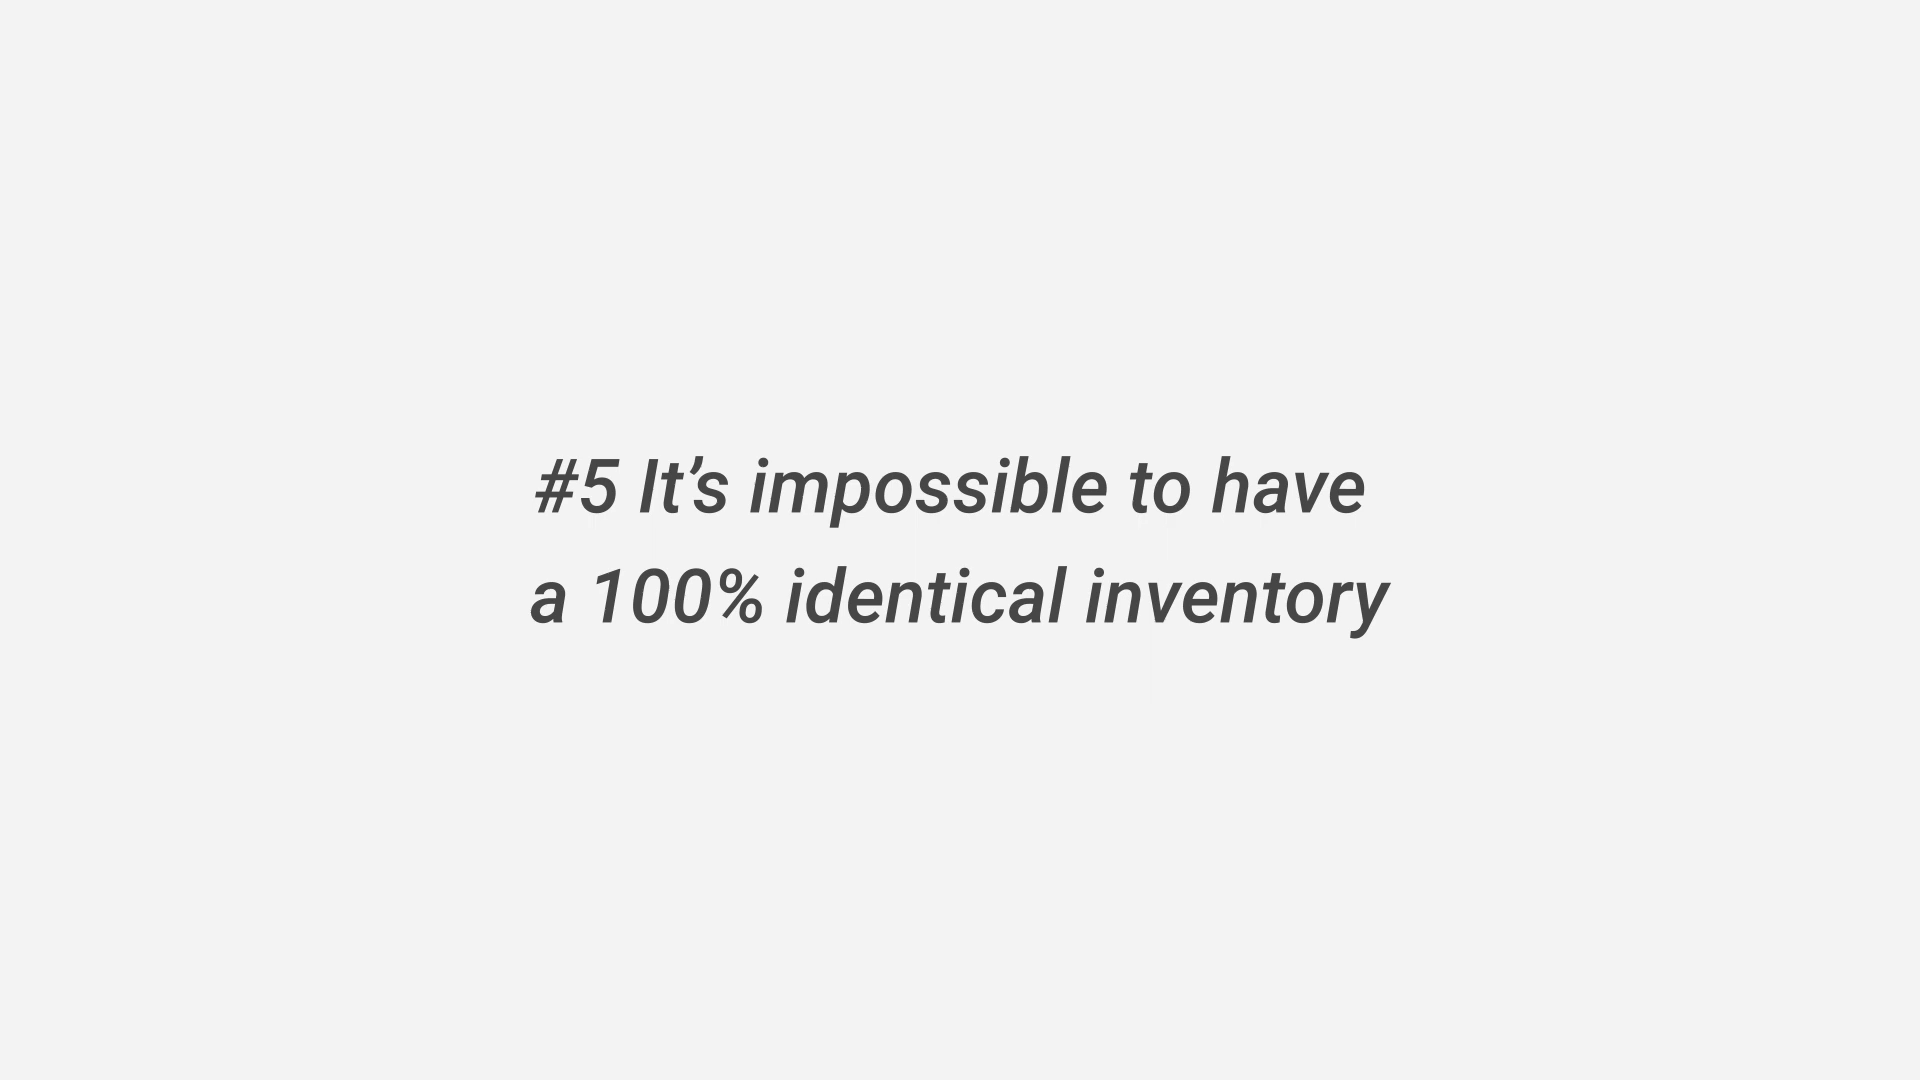 #5 It’s impossible to have
a 100% identical inventory